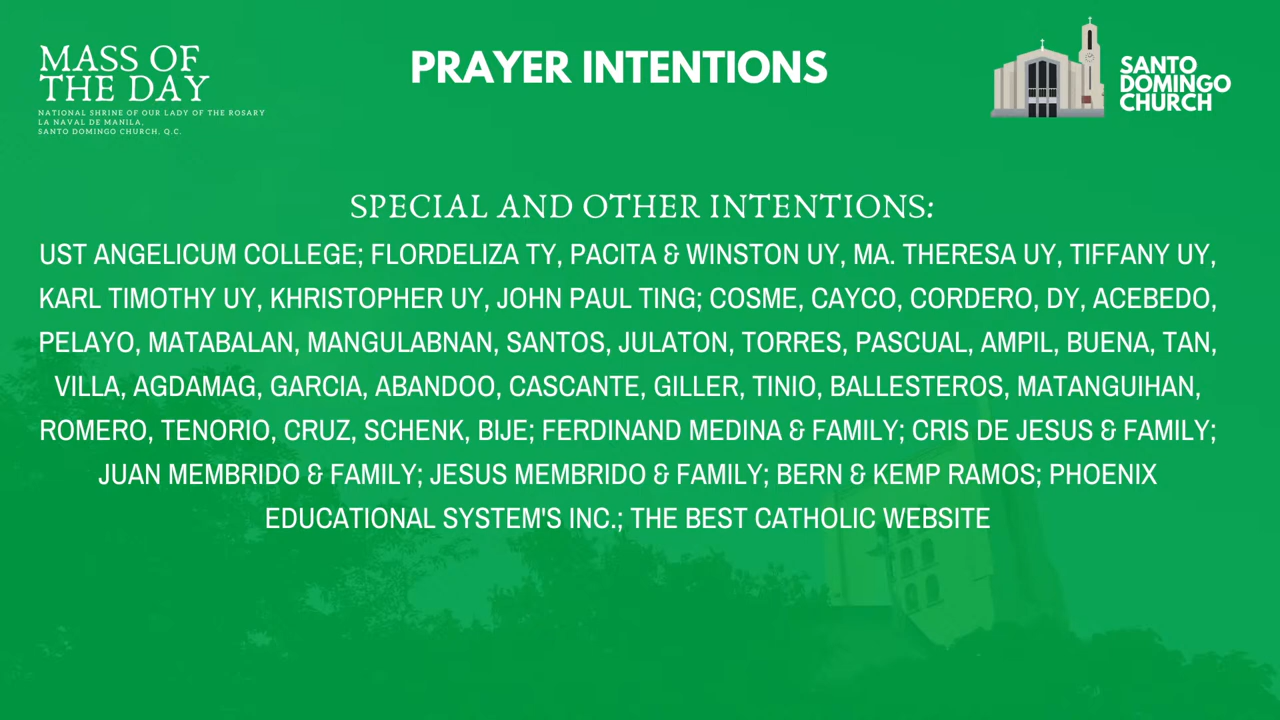 MASS OF
THE DAY
NATIONAL SHRINE OF OUR LADY OF THE ROSARY
LA NAVAL DE MANILA,
SANTO DOMINGO CHURCH, Q.C.
PRAYER INTENTIONS
SANTO
DOMINGO
CHURCH
SPECIAL AND OTHER INTENTIONS:
UST ANGELICUM COLLEGE; FLORDELIZA TY, PACITA & WINSTON UY, MA. THERESA UY, TIFFANY UY,
KARL TIMOTHY UY, KHRISTOPHER UY, JOHN PAUL TING; COSME, CAYCO, CORDERO, DY, ACEBEDO,
PELAYO, MATABALAN, MANGULABNAN, SANTOS, JULATON, TORRES, PASCUAL, AMPIL, BUENA, TAN,
VILLA, AGDAMAG, GARCIA, ABANDOO, CASCANTE, GILLER, TINIO, BALLESTEROS, MATANGUIHAN,
ROMERO, TENORIO, CRUZ, SCHENK, BIJE; FERDINAND MEDINA & FAMILY; CRIS DE JESUS & FAMILY;
JUAN MEMBRIDO & FAMILY; JESUS MEMBRIDO & FAMILY; BERN & KEMP RAMOS; PHOENIX
EDUCATIONAL SYSTEM'S INC.; THE BEST CATHOLIC WEBSITE